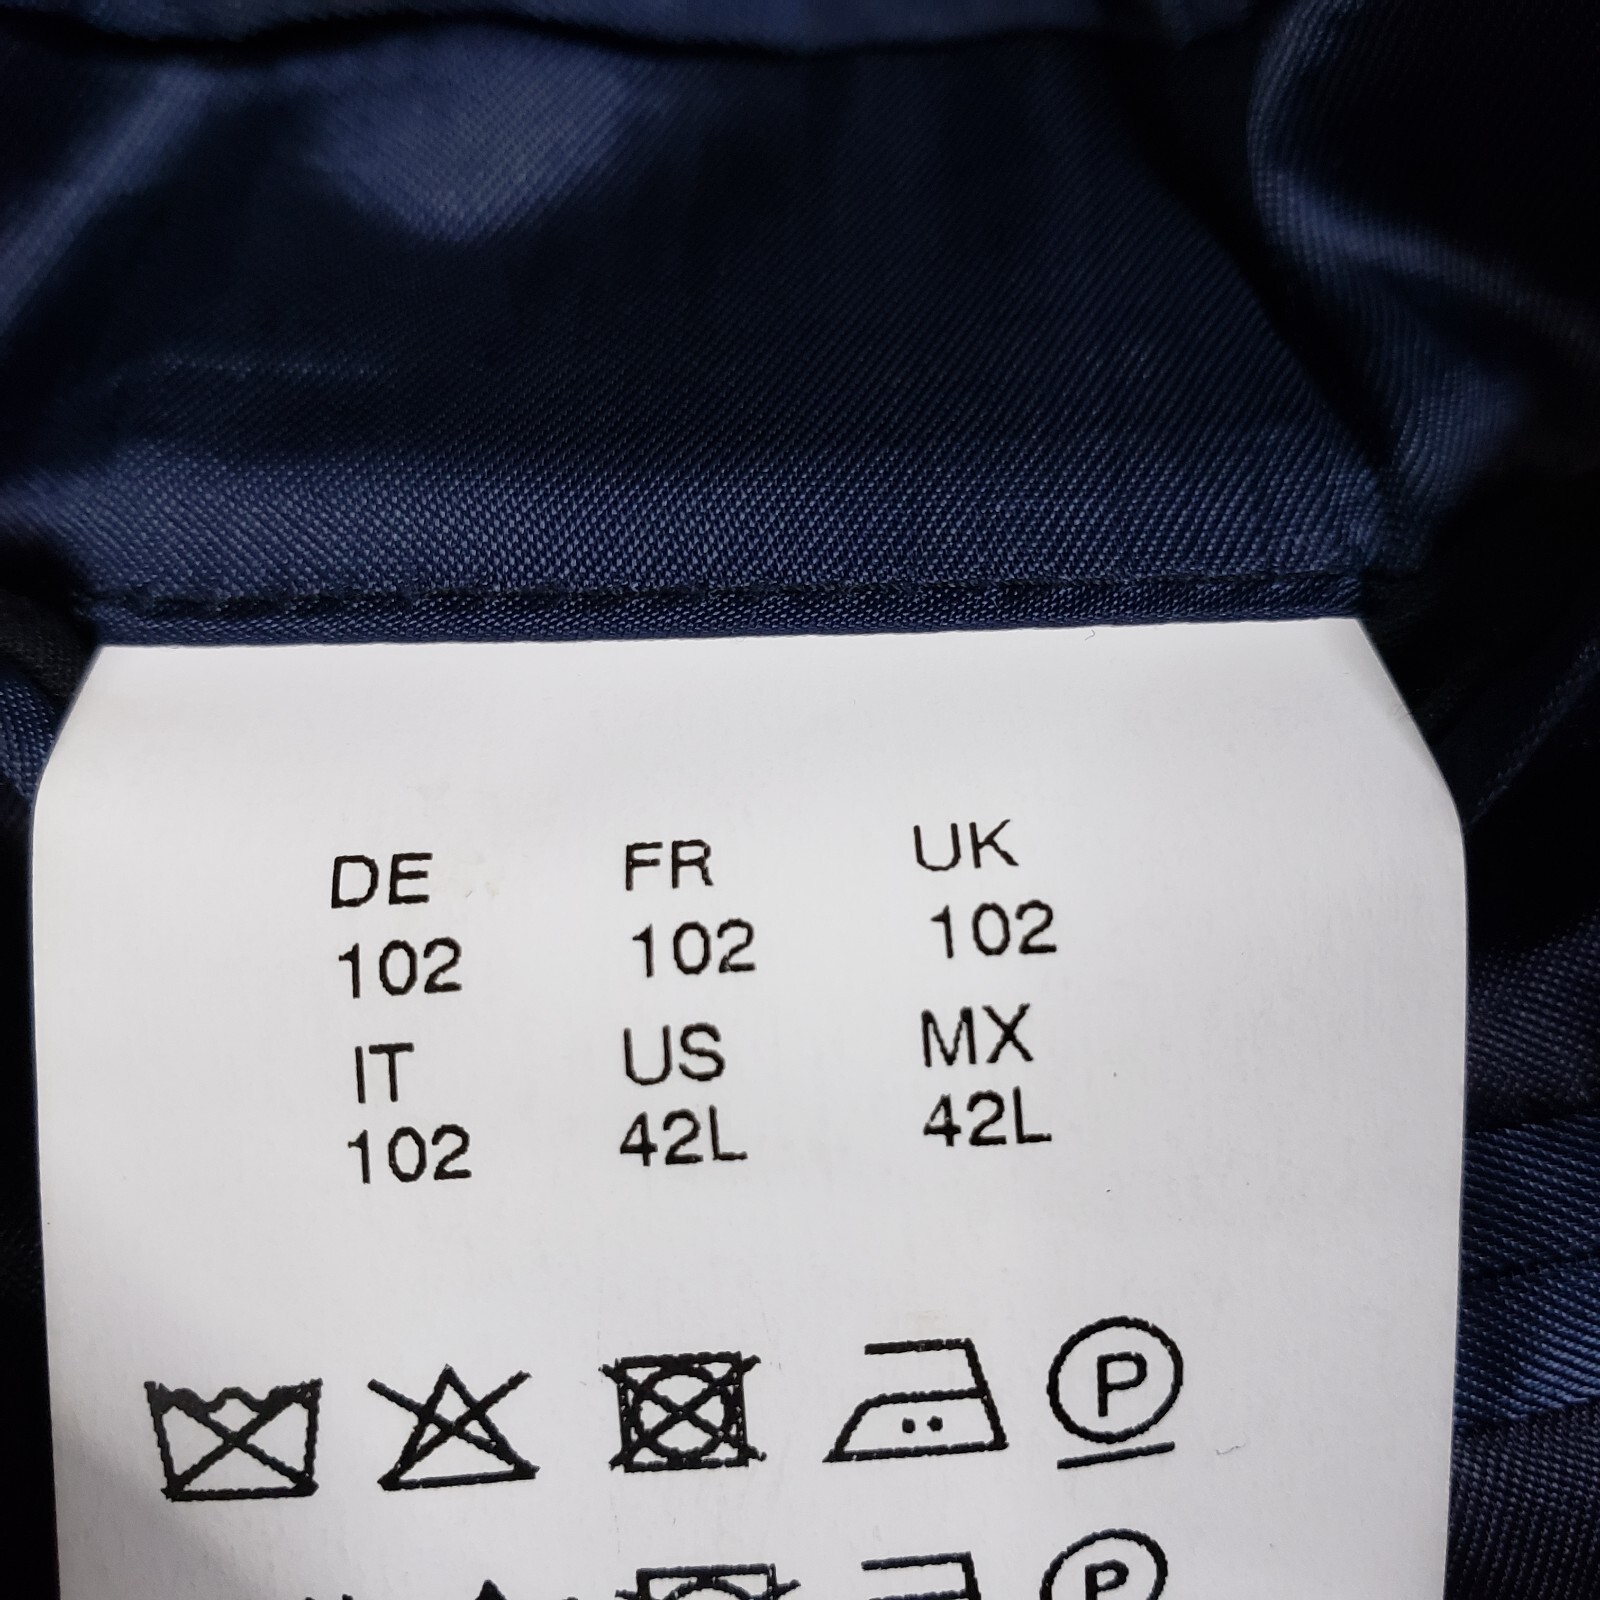 DE FR UK
102 102 102
IT US MX
102 42L 42L
P
P